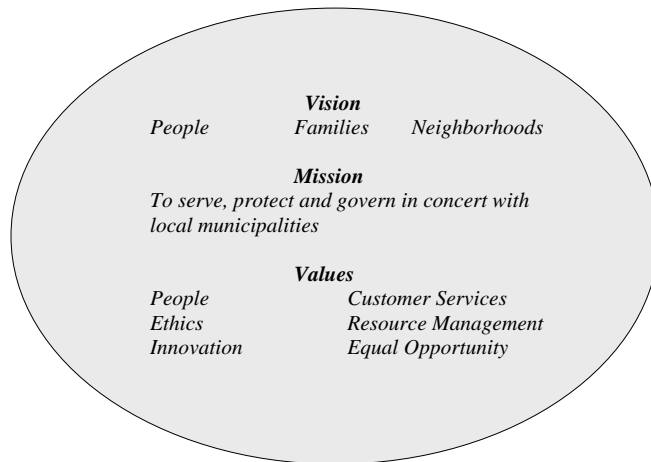 Vision
People Families Neighborhoods
Mission
To serve, protect and govern in concert with
local municipalities
Values
People Customer Services
Ethics Resource Management
Innovation Equal Opportunity